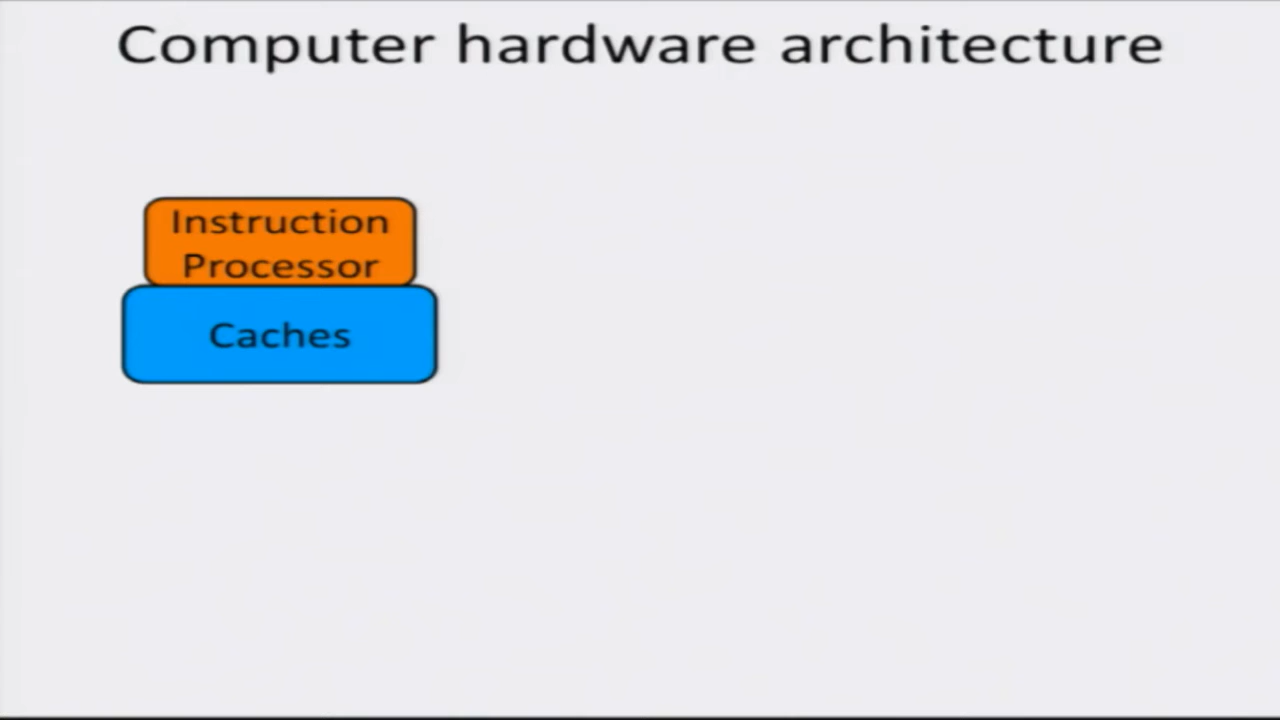 Computer hardware architecture
Instruction
Processor
Caches